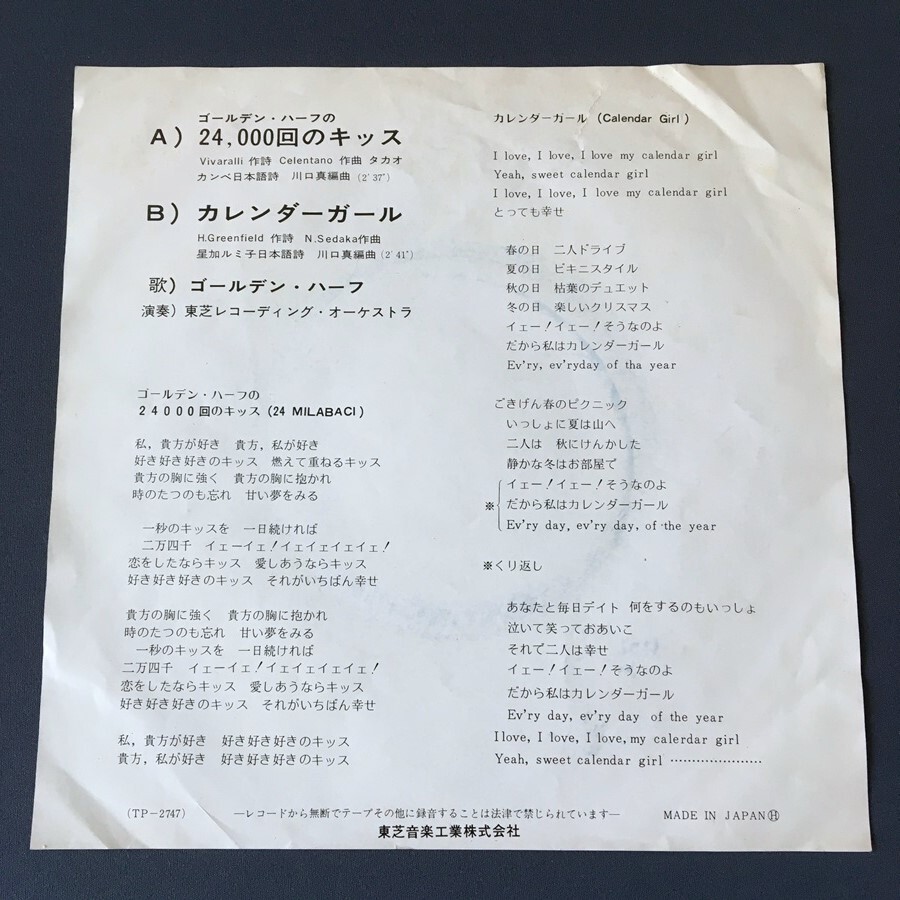 ゴールデン・ハーフの
A) 24,000回のキッス
Vivaralli 作詩 Celentano 作曲 タカオ
カンベ日本語詩 川口真編曲 (2'37")
B) カレンダーガール
H.Greenfield 作詩 N.Sedaka作曲
星加ルミ子日本語詩 川口真編曲 (2'41")
歌) ゴールデン・ハーフ
演奏) 東芝レコーディング・オーケストラ
ゴールデン・ハーフの
24000回のキッス (24 MILABACI)
私,貴方が好き 貴方,私が好き
好き好き好きのキッス 燃えて重ねるキッス
貴方の胸に強く 貴方の胸に抱かれ
時のたつのも忘れ 甘い夢をみる
一秒のキッスを 一日続ければ
二万四千 イェーイェ!イェイェイェイェ!
恋をしたならキッス 愛しあうならキッス
好き好き好きのキッス それがいちばん幸せ
貴方の胸に強く 貴方の胸に抱かれ
時のたつのも忘れ 甘い夢をみる
一秒のキッスを 一日続ければ
二万四千 イェーイェ!イェイェイェイェ!
恋をしたならキッス 愛しあうならキッス
好き好き好きのキッス それがいちばん幸せ
私,貴方が好き 好き好き好きのキッス
貴方,私が好き 好き好き好きのキッス
カレンダーガール (Calendar Girl)
I love, I love, I love my calendar girl
Yeah, sweet calendar girl
I love, I love, I love my calendar girl
とっても幸せ
春の日 二人ドライブ
夏の日 ビキニスタイル
秋の日 枯葉のデュエット
冬の日 楽しいクリスマス
イェー!イェー!そうなのよ
だから私はカレンダーガール
Ev'ry, ev'ryday of tha year
ごきげん春のピクニック
いっしょに夏は山へ
二人は 秋にけんかした
静かな冬はお部屋で
イェー!イェー!そうなのよ
※ だから私はカレンダーガール
Ev'ry day, ev'ry day, of the year
※くり返し
あなたと毎日デイト 何をするのもいっしょ
泣いて笑っておあいこ
それで二人は幸せ
イェー!イェー!そうなのよ
だから私はカレンダーガール
Ev'ry day, ev'ry day of the year
I love, I love, I love, my calerdar girl
Yeah, sweet calendar girl …………………
(TP-2747) —レコードから無断でテープその他に録音することは法律で禁じられています— MADE IN JAPAN Ⓗ
東芝音楽工業株式会社